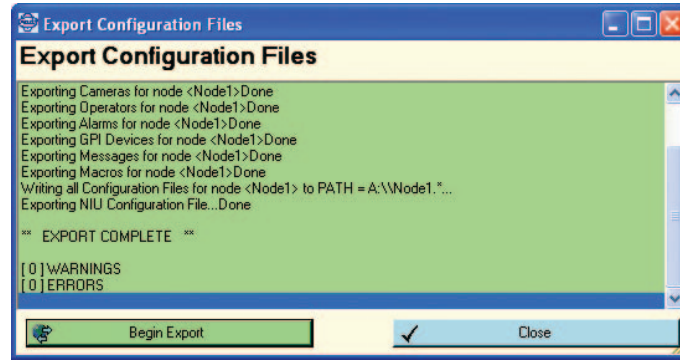 Export Configuration Files
Export Configuration Files
Exporting Cameras for node <Node1>Done
Exporting Operators for node <Node1>Done
Exporting Alarms for node <Node1>Done
Exporting GPI Devices for node <Node1>Done
Exporting Messages for node <Node1>Done
Exporting Macros for node <Node1>Done
Writing all Configuration Files for node <Node1> to PATH = A:\\Node1.*...
Exporting NIU Configuration File...Done
** EXPORT COMPLETE **
[ 0 ] WARNINGS
[ 0 ] ERRORS
Begin Export
Close